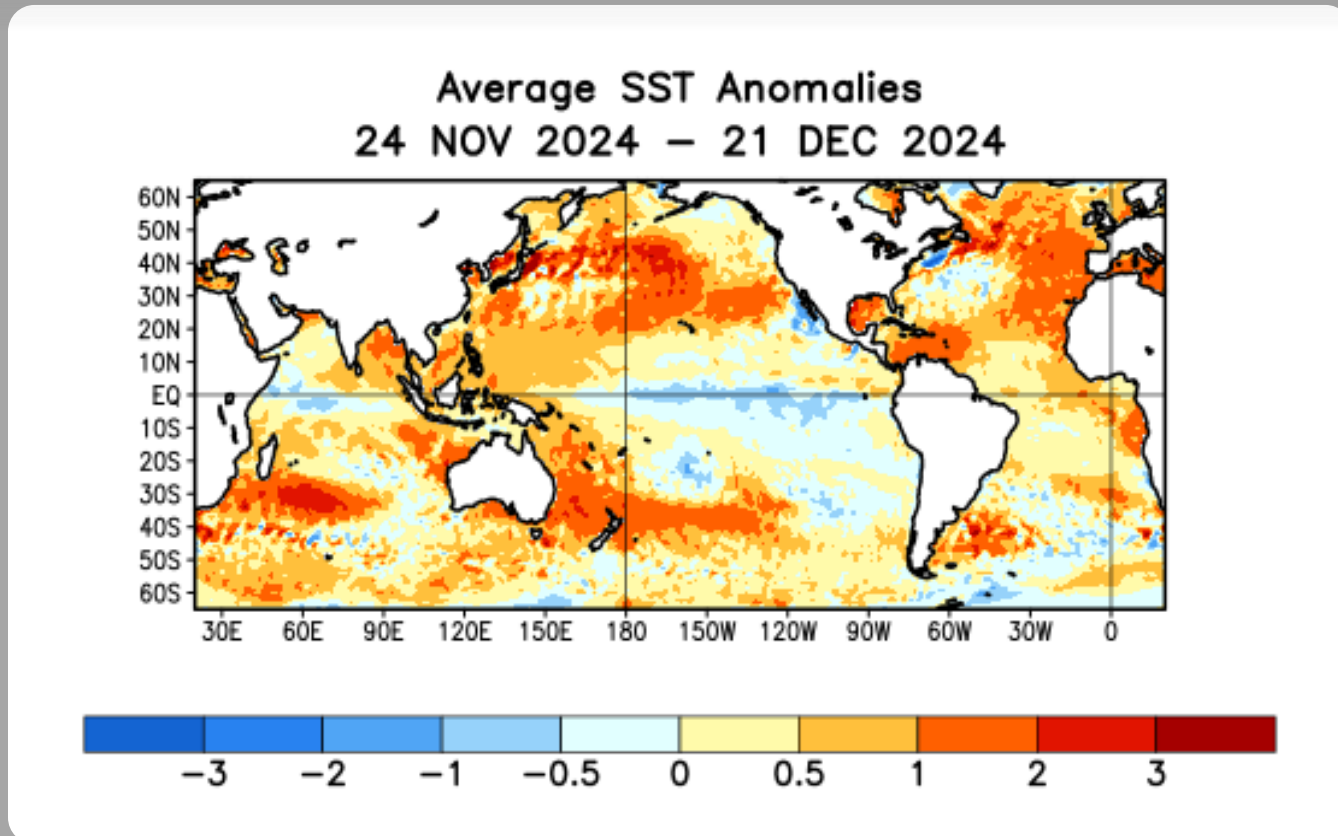 Average SST Anomalies
24 NOV 2024 – 21 DEC 2024
60N
50N
40N
30N
20N
10N
EQ
10S
20S
30S
40S
50S
60S
30E 60E 90E 120E 150E 180 150W 120W 90W 60W 30W 0
−3 −2 −1 −0.5 0 0.5 1 2 3